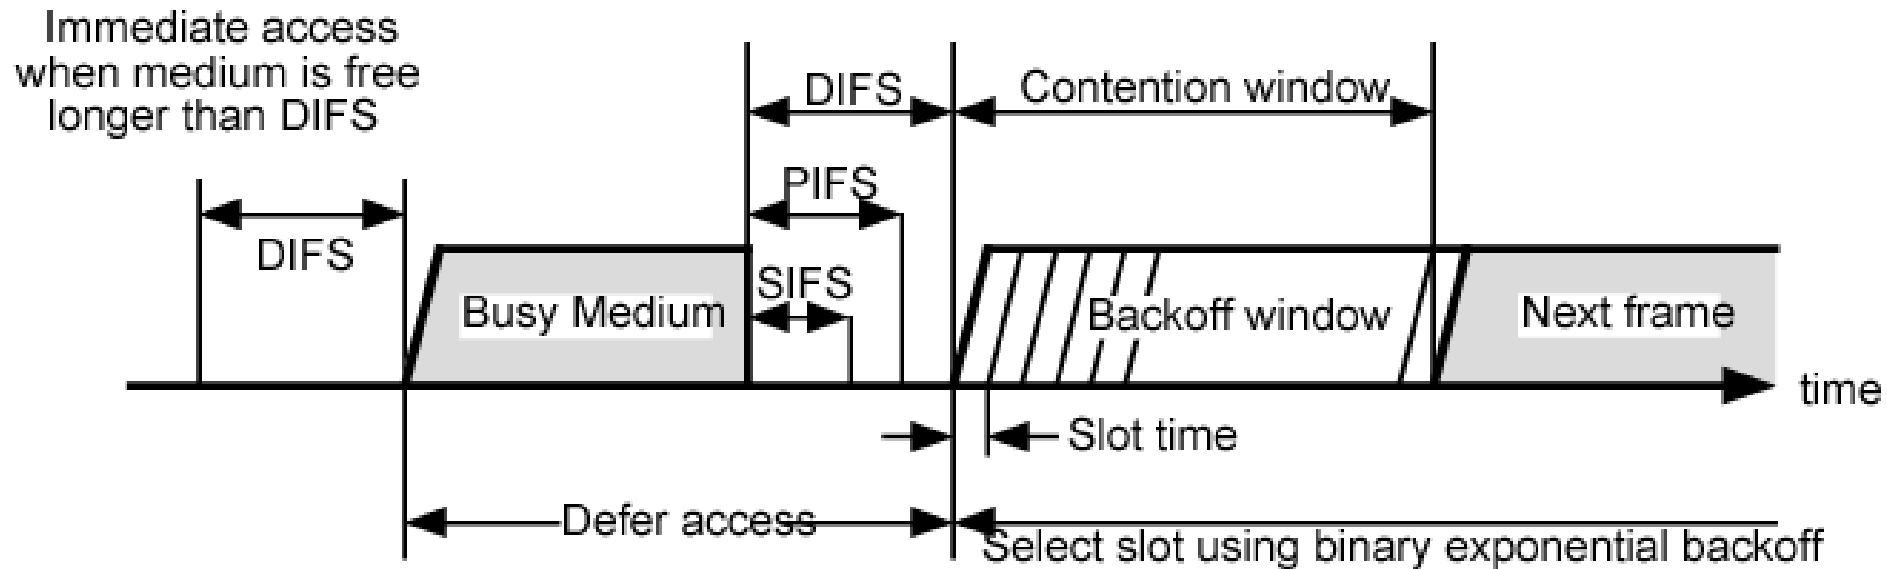 Immediate access
when medium is free
longer than DIFS
DIFS
Contention window
PIFS
DIFS
SIFS
Busy Medium
Backoff window
Next frame
time
Slot time
Defer access
Select slot using binary exponential backoff